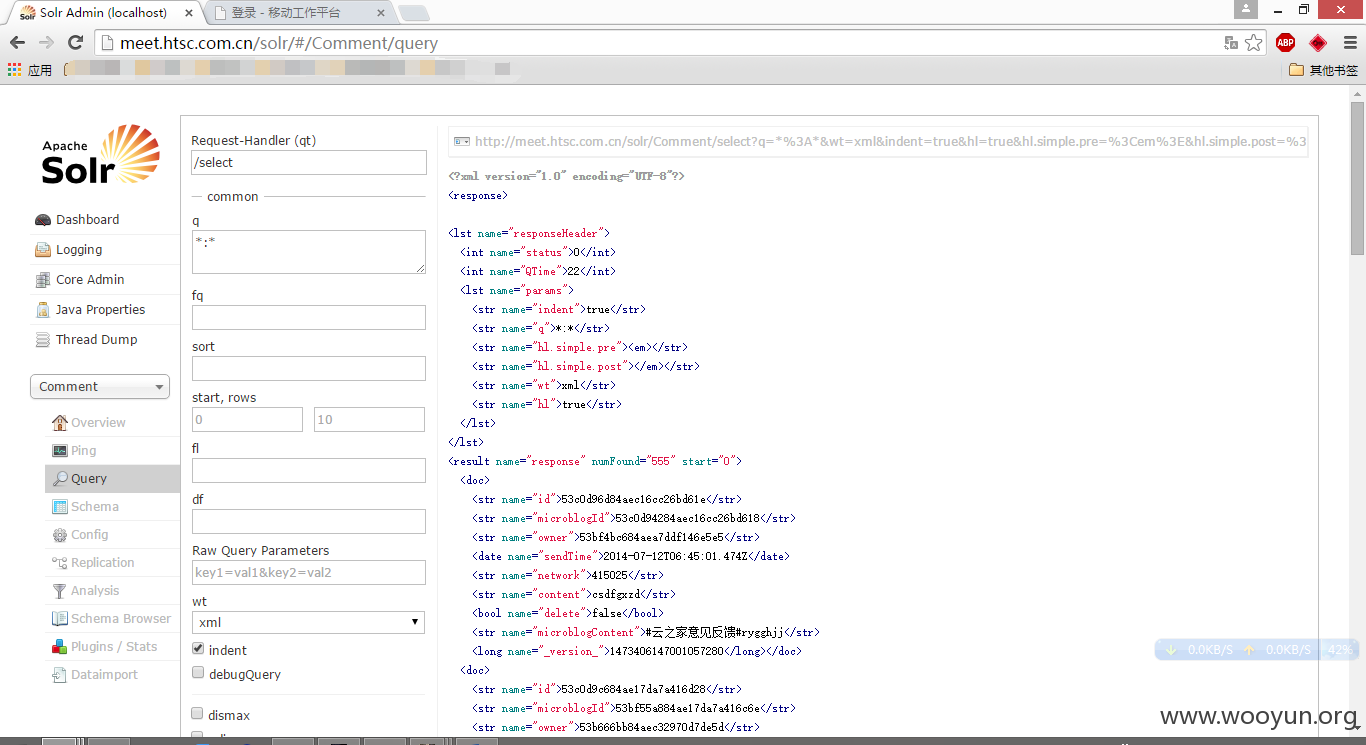 Solr Admin (localhost)
登录 - 移动工作平台
meet.htsc.com.cn/solr/#/Comment/query
ABP
应用
其他书签
Apache
Solr
Dashboard
Logging
Core Admin
Java Properties
Thread Dump
Comment
Overview
Ping
Query
Schema
Config
Replication
Analysis
Schema Browser
Plugins / Stats
Dataimport
Request-Handler (qt)
/select
common
q
*:*
fq
sort
start, rows
0 10
fl
df
Raw Query Parameters
key1=val1&key2=val2
wt
xml
indent
debugQuery
dismax
http://meet.htsc.com.cn/solr/Comment/select?q=*%3A*&wt=xml&indent=true&hl=true&hl.simple.pre=%3Cem%3E&hl.simple.post=%3
<?xml version="1.0" encoding="UTF-8"?>
<response>
<lst name="responseHeader">
<int name="status">0</int>
<int name="QTime">22</int>
<lst name="params">
<str name="indent">true</str>
<str name="q">*:*</str>
<str name="hl.simple.pre"><em></str>
<str name="hl.simple.post"></em></str>
<str name="wt">xml</str>
<str name="hl">true</str>
</lst>
</lst>
<result name="response" numFound="555" start="0">
<doc>
<str name="id">53c0d96d84aec16cc26bd61e</str>
<str name="microblogId">53c0d94284aec16cc26bd618</str>
<str name="owner">53bf4bc684aea7ddf146e5e5</str>
<date name="sendTime">2014-07-12T06:45:01.474Z</date>
<str name="network">415025</str>
<str name="content">csdfgxzd</str>
<bool name="delete">false</bool>
<str name="microblogContent">#云之家意见反馈#rygghjj</str>
<long name="_version_">1473406147001057280</long></doc>
<doc>
<str name="id">53c0d9c684ae17da7a416d28</str>
<str name="microblogId">53bf55a884ae17da7a416c6e</str>
<str name="owner">53b666bb84aec32970d7de5d</str>
0.0KB/S 0.0KB/S 42%
www.wooyun.org